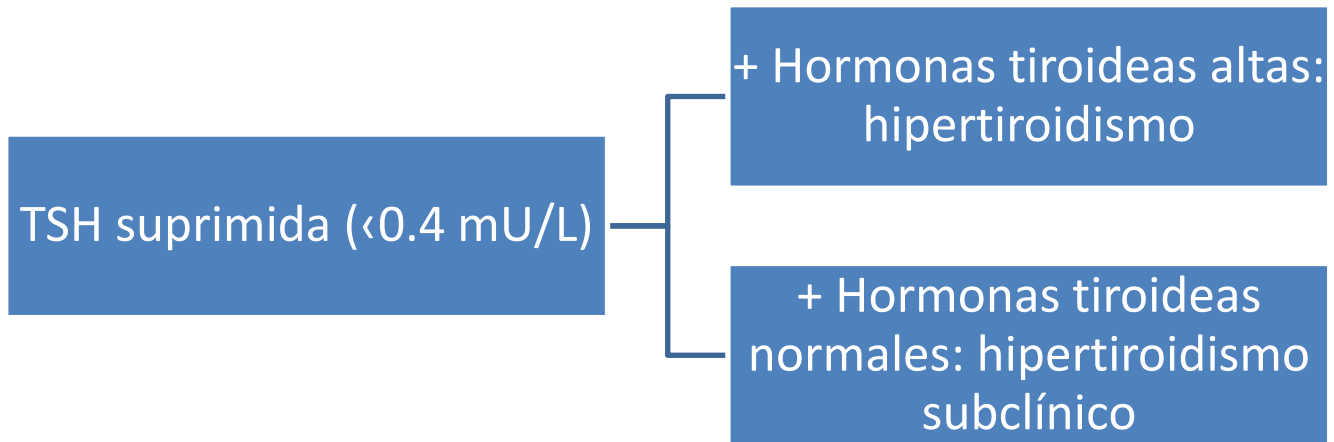 + Hormonas tiroideas altas:
hipertiroidismo
TSH suprimida (‹0.4 mU/L)
+ Hormonas tiroideas
normales: hipertiroidismo
subclínico